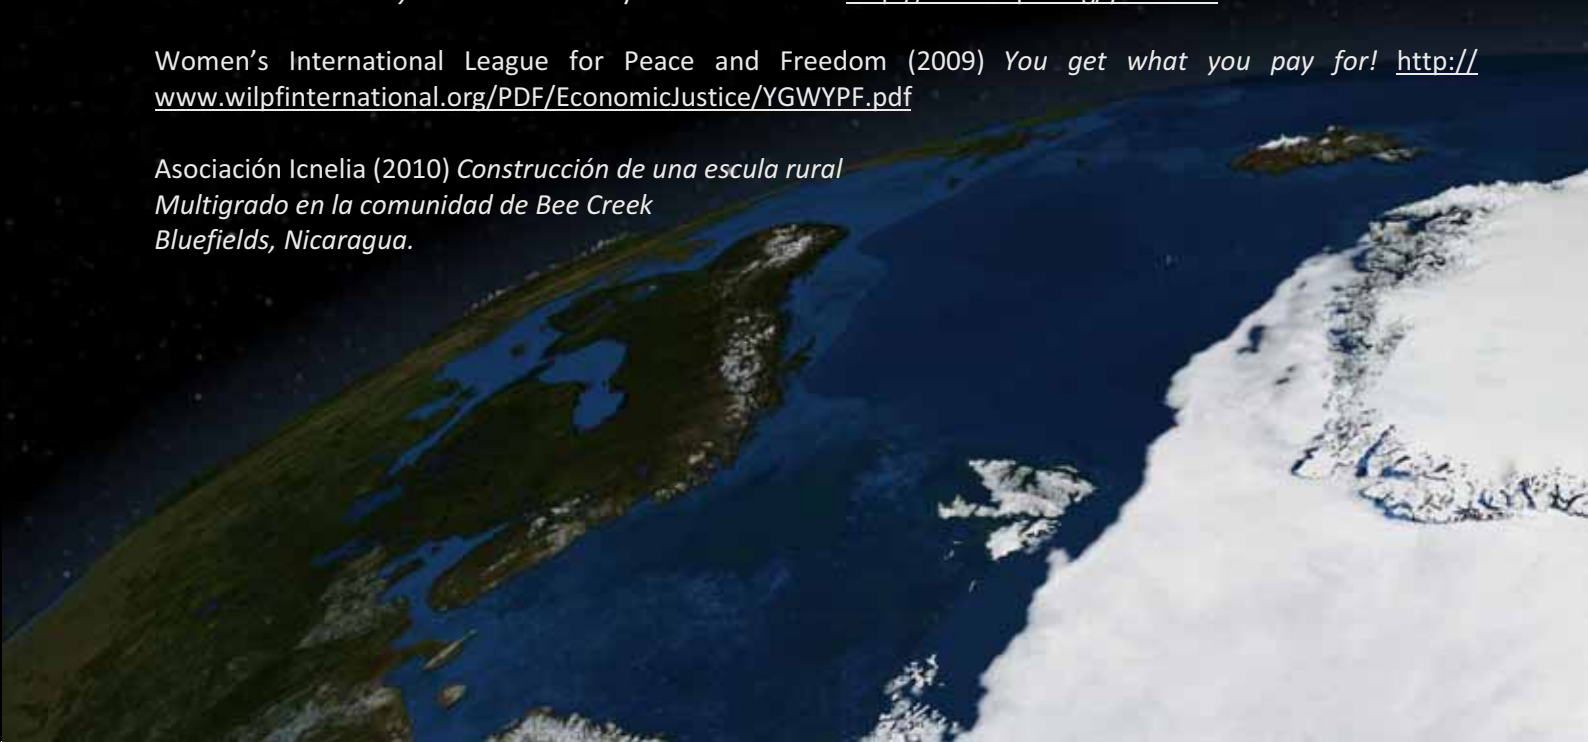 Women’s International League for Peace and Freedom (2009) You get what you pay for! http://
www.wilpfinternational.org/PDF/EconomicJustice/YGWYPF.pdf
Asociación Icnelia (2010) Construcción de una escula rural
Multigrado en la comunidad de Bee Creek
Bluefields, Nicaragua.